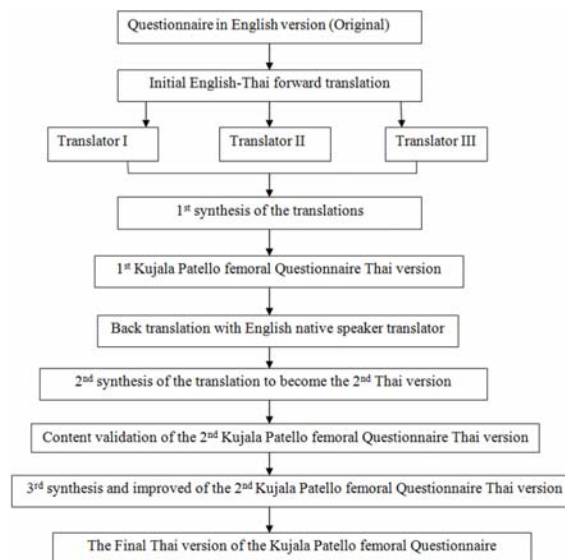 Questionnaire in English version (Original)
Initial English-Thai forward translation
Translator I
Translator II
Translator III
1st synthesis of the translations
1st Kujala Patello femoral Questionnaire Thai version
Back translation with English native speaker translator
2nd synthesis of the translation to become the 2nd Thai version
Content validation of the 2nd Kujala Patello femoral Questionnaire Thai version
3rd synthesis and improved of the 2nd Kujala Patello femoral Questionnaire Thai version
The Final Thai version of the Kujala Patello femoral Questionnaire